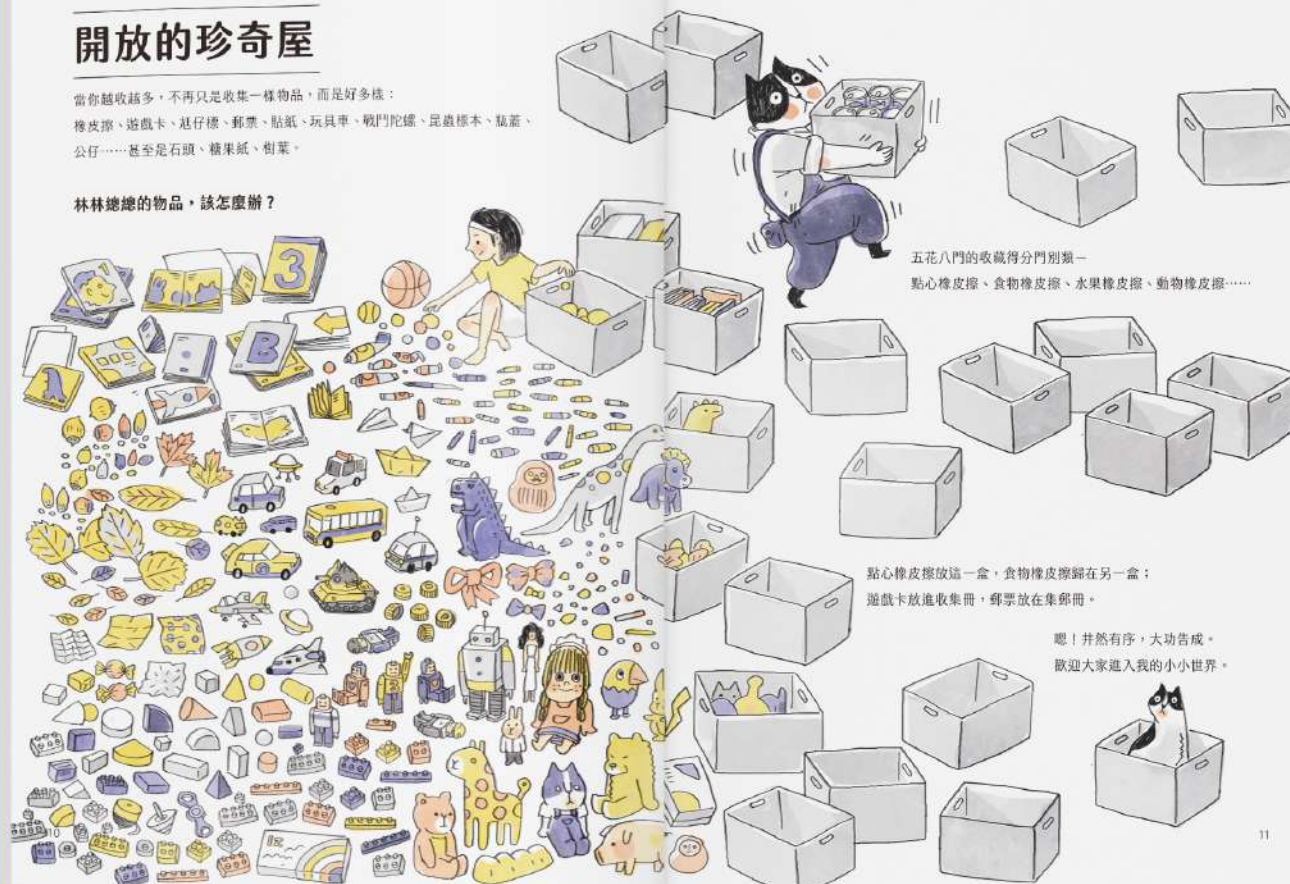 開放的珍奇屋
當你越收越多，不再只是收集一樣物品，而是好多樣：
橡皮擦、遊戲卡、尪仔標、郵票、貼紙、玩具車、戰鬥陀螺、昆蟲標本、瓶蓋、
公仔……甚至是石頭、糖果紙、樹葉。
林林總總的物品，該怎麼辦？
3
B
五花八門的收藏得分門別類—
點心橡皮擦、食物橡皮擦、水果橡皮擦、動物橡皮擦……
點心橡皮擦放這一盒，食物橡皮擦歸在另一盒；
遊戲卡放進收集冊，郵票放在集郵冊。
嗯！井然有序，大功告成。
歡迎大家進入我的小小世界。
10
11